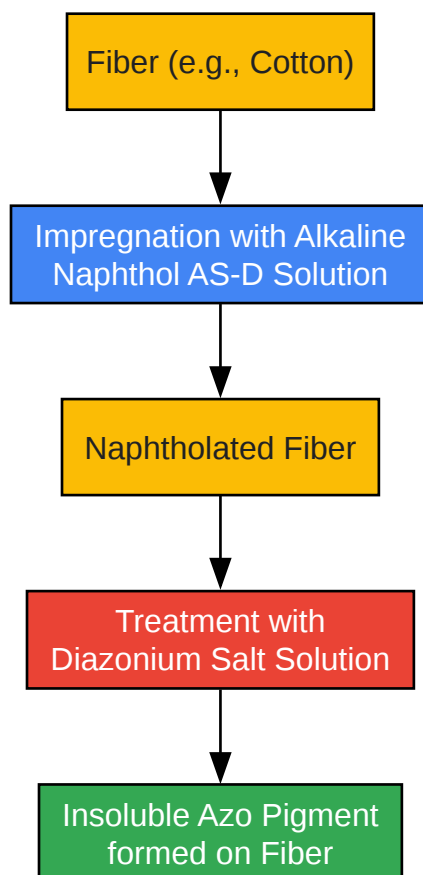 Fiber (e.g., Cotton)
Impregnation with Alkaline
Naphthol AS-D Solution
Naphtholated Fiber
Treatment with
Diazonium Salt Solution
Insoluble Azo Pigment
formed on Fiber